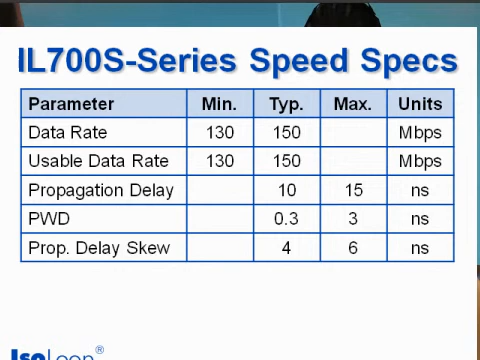 IL700S-Series Speed Specs
Parameter Min. Typ. Max. Units
Data Rate 130 150 Mbps
Usable Data Rate 130 150 Mbps
Propagation Delay 10 15 ns
PWD 0.3 3 ns
Prop. Delay Skew 4 6 ns
IsoLoop®